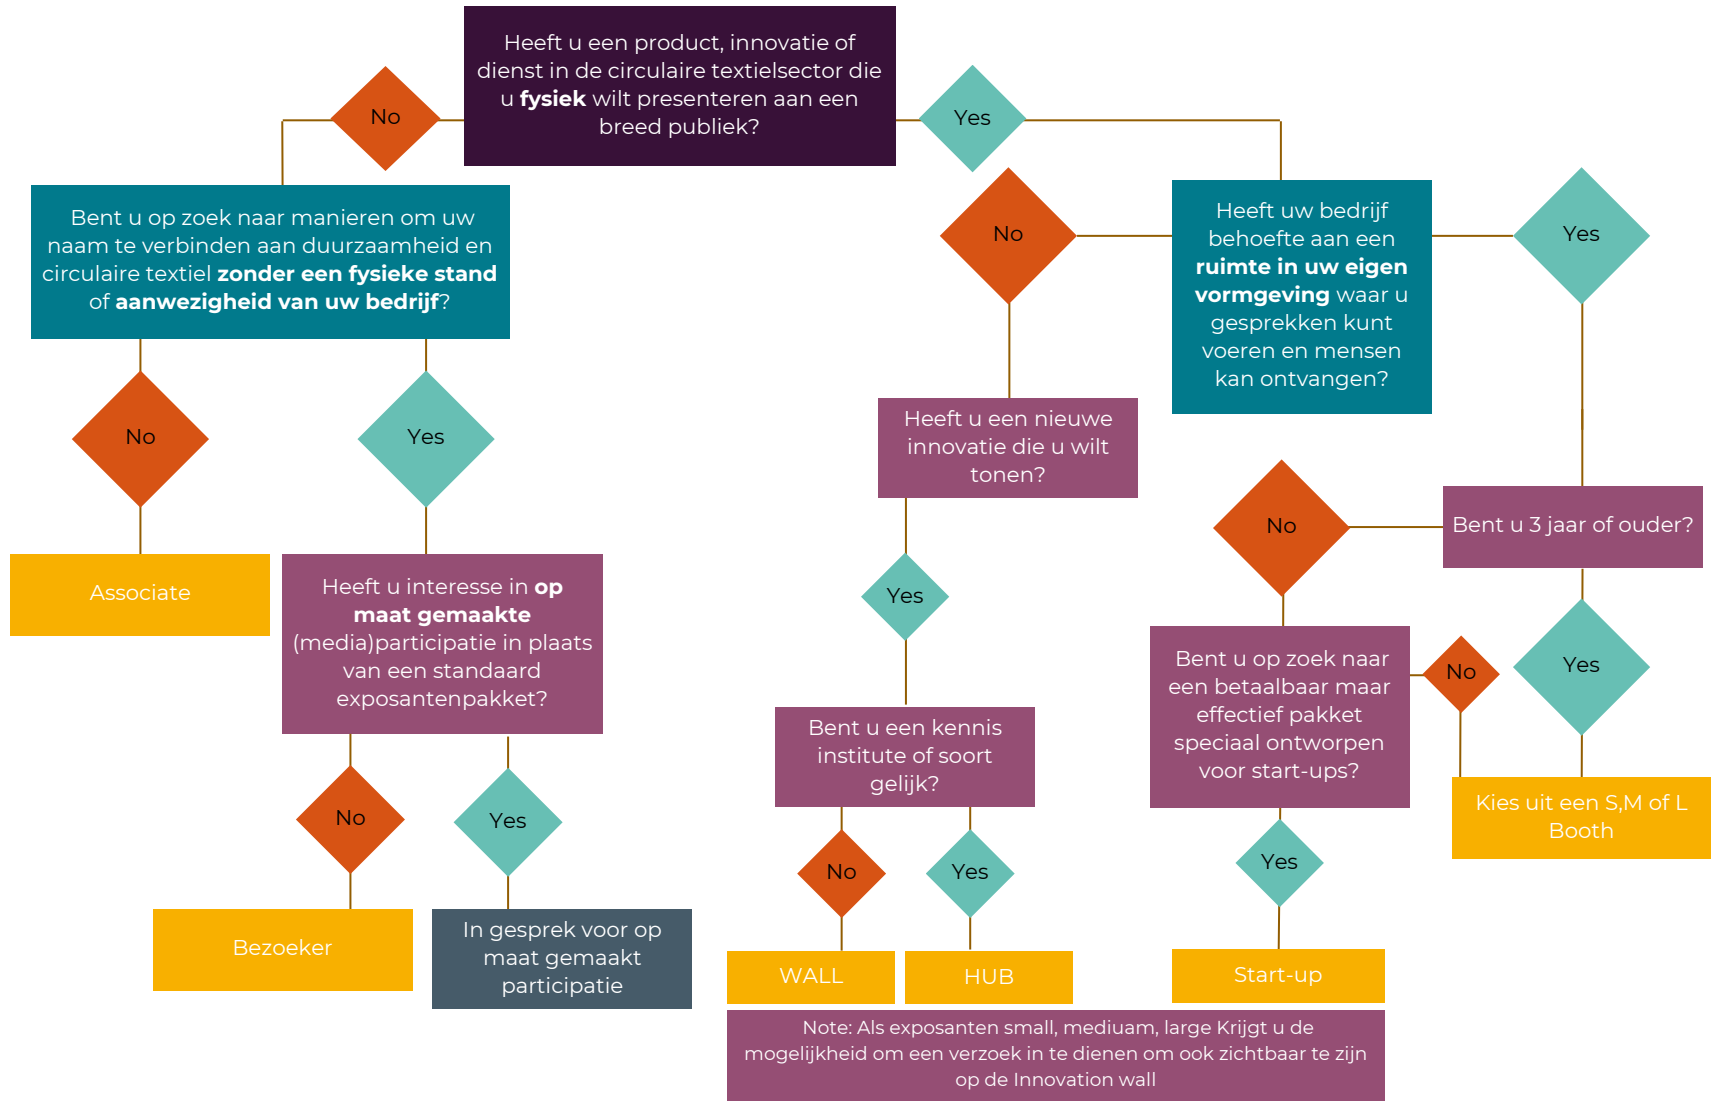 Heeft u een product, innovatie of
dienst in de circulaire textielsector die
u fysiek wilt presenteren aan een
breed publiek?
No
Yes
Bent u op zoek naar manieren om uw
naam te verbinden aan duurzaamheid en
circulaire textiel zonder een fysieke stand
of aanwezigheid van uw bedrijf?
No
Heeft uw bedrijf
behoefte aan een
ruimte in uw eigen
vormgeving waar u
gesprekken kunt
voeren en mensen
kan ontvangen?
Yes
No
Yes
Heeft u een nieuwe
innovatie die u wilt
tonen?
No
Bent u 3 jaar of ouder?
Associate
Heeft u interesse in op
maat gemaakte
(media)participatie in plaats
van een standaard
exposantenpakket?
Yes
Bent u op zoek naar
een betaalbaar maar
effectief pakket
speciaal ontworpen
voor start-ups?
No
Yes
Bent u een kennis
institute of soort
gelijk?
Kies uit een S,M of L
Booth
No
Yes
No
Yes
Yes
Bezoeker
In gesprek voor op
maat gemaakt
participatie
WALL
HUB
Start-up
Note: Als exposanten small, mediuam, large Krijgt u de
mogelijkheid om een verzoek in te dienen om ook zichtbaar te zijn
op de Innovation wall